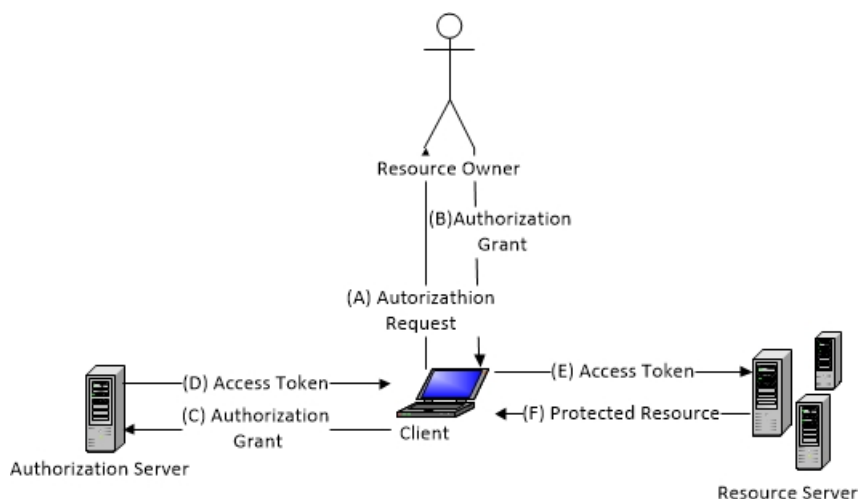 Resource Owner
(B)Authorization
Grant
(A) Autorizathion
Request
(D) Access Token
(E) Access Token
(C) Authorization
Grant
(F) Protected Resource
Client
Authorization Server
Resource Server